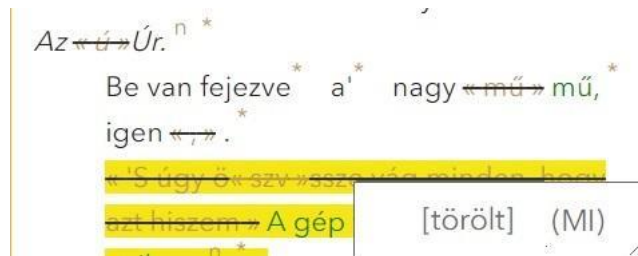 Az « ú »Úr. n *
Be van fejezve * a' * nagy « mű » mű, *
igen « , » . *
« 'S úgy ö« szv »ssze vág minden, hogy
azt hiszem » A gép
[törölt] (MI)
n *